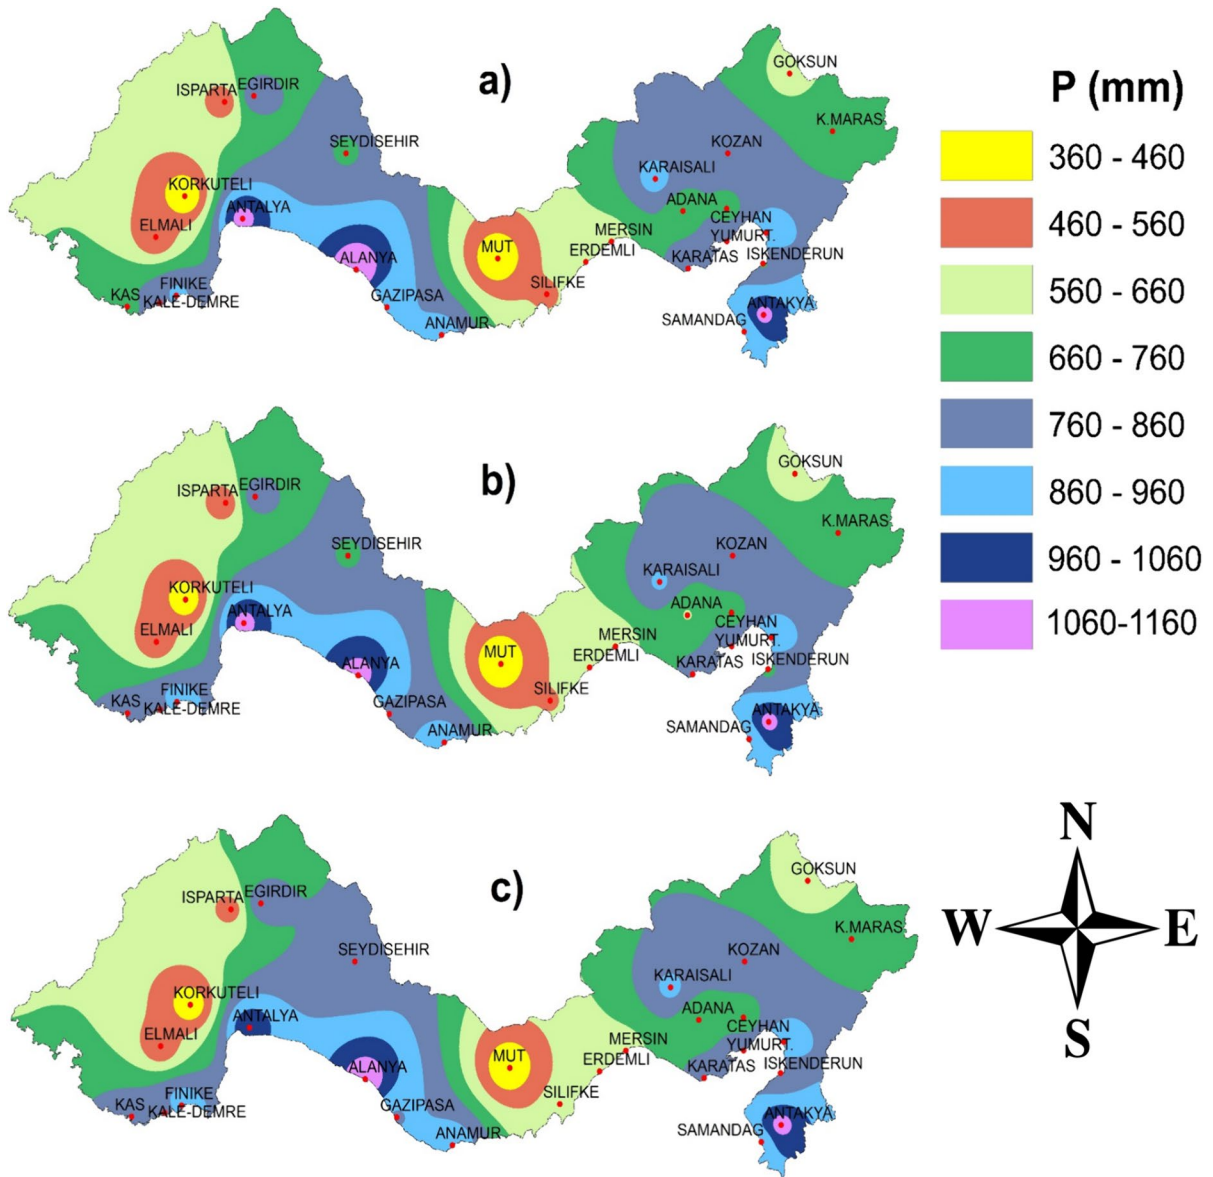 a)
ISPARTA
EGIRDIR
SEYDISEHIR
KORKUTELI
ANTALYA
ELMALI
ALANYA
FINIKE
KAS
KALE-DEMRE
GAZIPASA
ANAMUR
MUT
SILIFKE
ERDEMLI
MERSIN
GOKSUN
K.MARAS
KOZAN
KARAISALI
ADANA
CEYHAN
YUMURT.
KARATAS
ISKENDERUN
ANTAKYA
SAMANDAG
P (mm)
360 - 460
460 - 560
560 - 660
660 - 760
760 - 860
860 - 960
960 - 1060
1060-1160
b)
ISPARTA
EGIRDIR
SEYDISEHIR
KORKUTELI
ANTALYA
ELMALI
ALANYA
FINIKE
KAS
KALE-DEMRE
GAZIPASA
ANAMUR
MUT
SILIFKE
ERDEMLI
MERSIN
GOKSUN
K.MARAS
KOZAN
KARAISALI
ADANA
CEYHAN
YUMURT.
KARATAS
ISKENDERUN
ANTAKYA
SAMANDAG
c)
ISPARTA
EGIRDIR
SEYDISEHIR
KORKUTELI
ANTALYA
ELMALI
ALANYA
FINIKE
KAS
KALE-DEMRE
GAZIPASA
ANAMUR
MUT
SILIFKE
ERDEMLI
MERSIN
GOKSUN
K.MARAS
KOZAN
KARAISALI
ADANA
CEYHAN
YUMURT.
KARATAS
ISKENDERUN
ANTAKYA
SAMANDAG
N
W
E
S